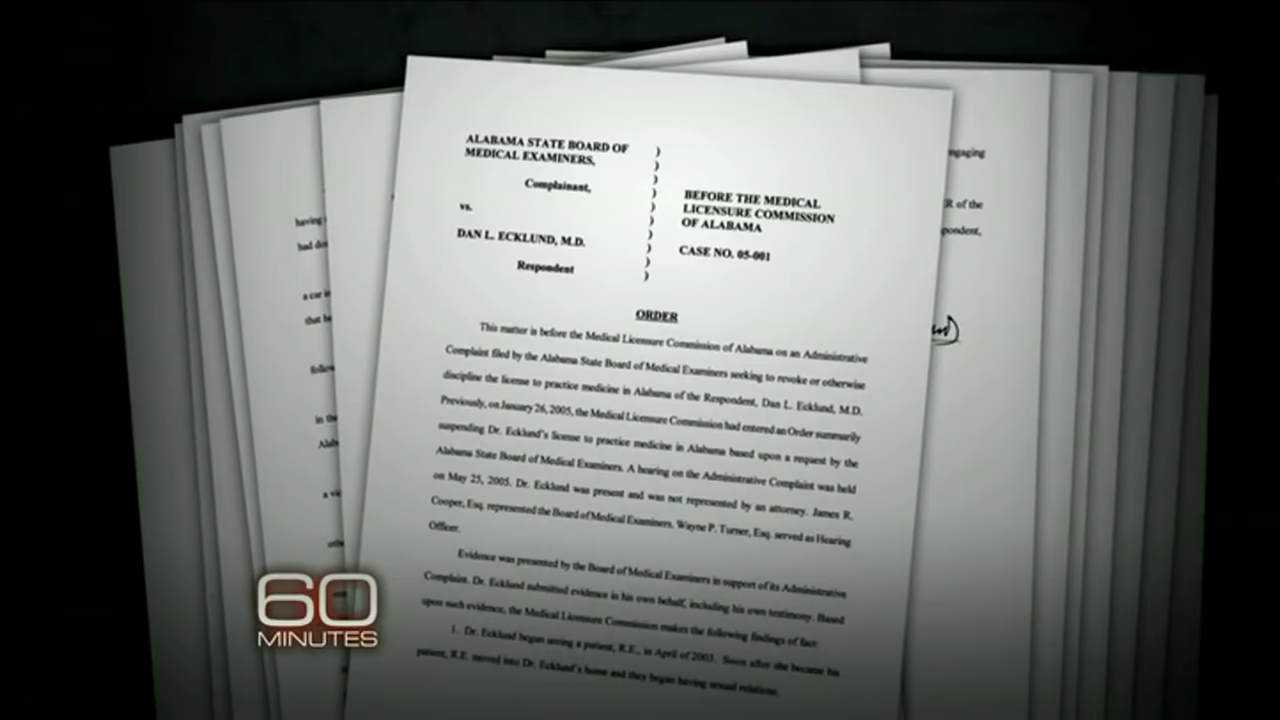 ALABAMA STATE BOARD OF
MEDICAL EXAMINERS,
Complainant,
vs.
DAN L. ECKLUND, M.D.
Respondent
)
)
)
)
)
)
)
)
)
)
BEFORE THE MEDICAL
LICENSURE COMMISSION
OF ALABAMA
CASE NO. 05-001
ORDER
This matter is before the Medical Licensure Commission of Alabama on an Administrative
Complaint filed by the Alabama State Board of Medical Examiners seeking to revoke or otherwise
discipline the license to practice medicine in Alabama of the Respondent, Dan L. Ecklund, M.D.
Previously, on January 26, 2005, the Medical Licensure Commission had entered an Order summarily
suspending Dr. Ecklund's license to practice medicine in Alabama based upon a request by the
Alabama State Board of Medical Examiners. A hearing on the Administrative Complaint was held
on May 25, 2005. Dr. Ecklund was present and was not represented by an attorney. James R.
Cooper, Esq. represented the Board of Medical Examiners. Wayne P. Turner, Esq. served as Hearing
Officer.
Evidence was presented by the Board of Medical Examiners in support of its Administrative
Complaint. Dr. Ecklund submitted evidence in his own behalf, including his own testimony. Based
upon such evidence, the Medical Licensure Commission makes the following findings of fact:
1. Dr. Ecklund began seeing a patient, R.E., in April of 2003. Soon after she became his
patient, R.E. moved into Dr. Ecklund's home and they began having sexual relations.
having
a car
that
in the
R of the
60
MINUTES